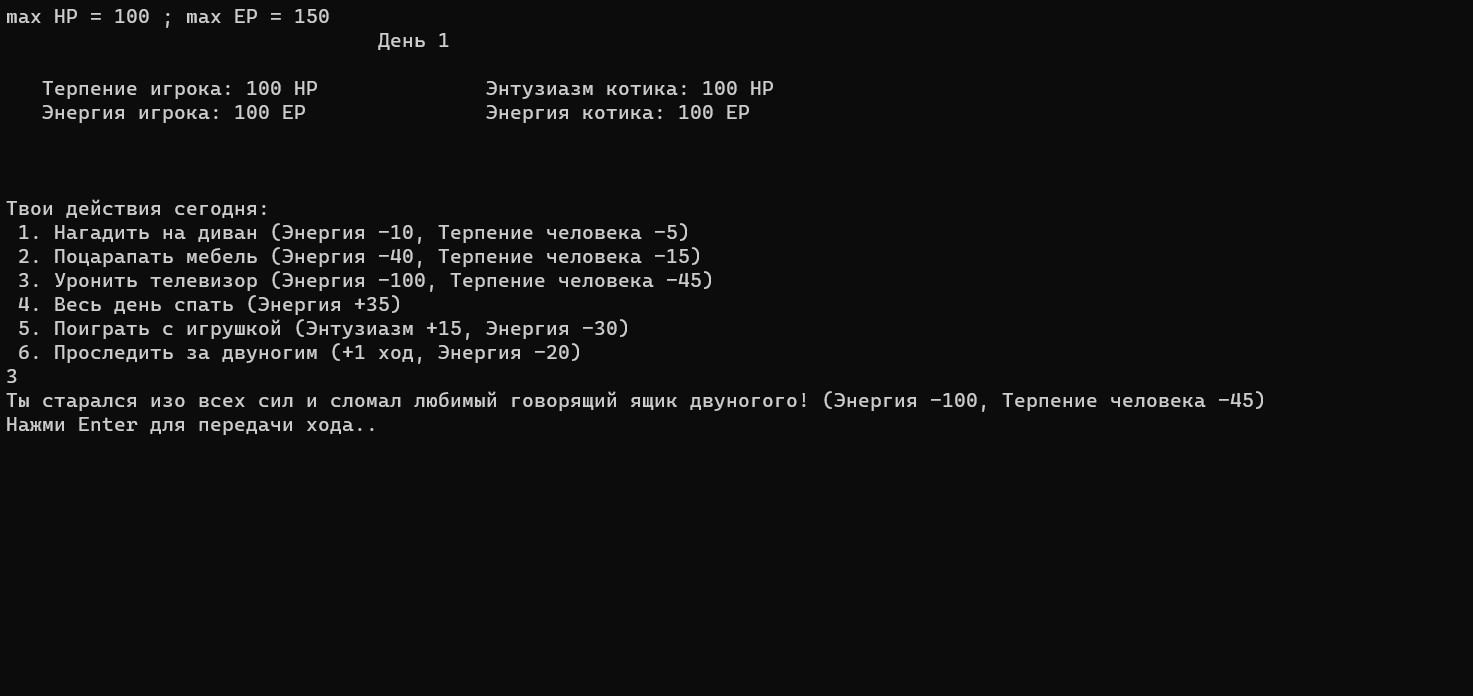 max HP = 100 ; max EP = 150
День 1
Терпение игрока: 100 HP Энтузиазм котика: 100 HP
Энергия игрока: 100 EP Энергия котика: 100 EP
Твои действия сегодня:
1. Нагадить на диван (Энергия -10, Терпение человека -5)
2. Поцарапать мебель (Энергия -40, Терпение человека -15)
3. Уронить телевизор (Энергия -100, Терпение человека -45)
4. Весь день спать (Энергия +35)
5. Поиграть с игрушкой (Энтузиазм +15, Энергия -30)
6. Проследить за двуногим (+1 ход, Энергия -20)
3
Ты старался изо всех сил и сломал любимый говорящий ящик двуногого! (Энергия -100, Терпение человека -45)
Нажми Enter для передачи хода..